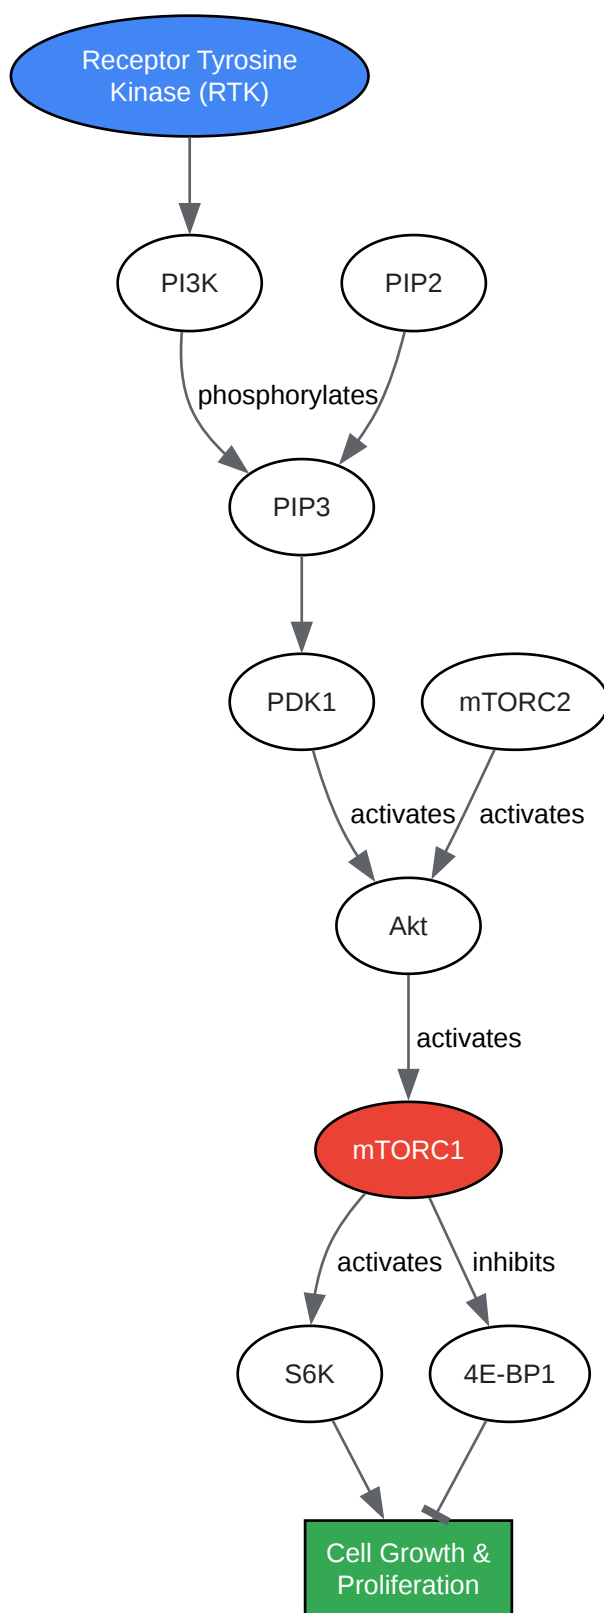 Receptor Tyrosine
Kinase (RTK)
PI3K
PIP2
phosphorylates
PIP3
PDK1
mTORC2
activates
activates
Akt
activates
mTORC1
activates
inhibits
S6K
4E-BP1
Cell Growth &
Proliferation